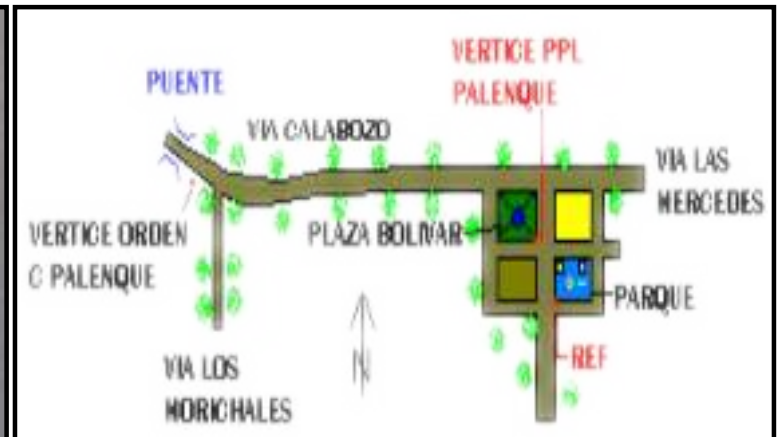 VERTICE PPL
PALENQUE
PUENTE
VIA CALABOZO
VIA LAS
MERCEDES
PLAZA BOLIVAR
VERTICE ORDEN
C PALENQUE
PARQUE
VIA LOS
MORICHALES
N
REF